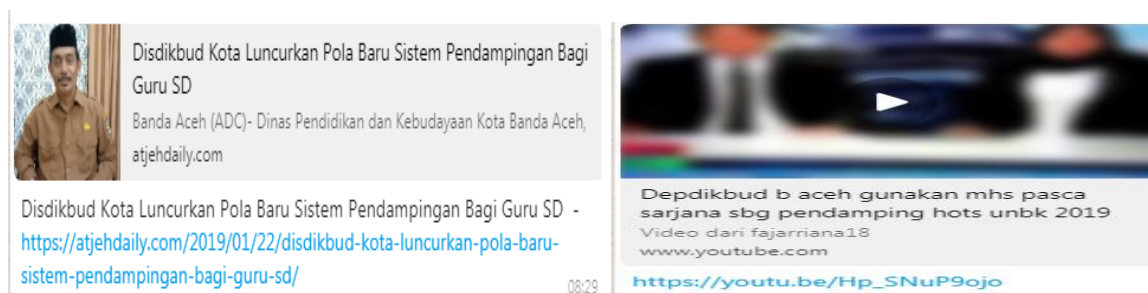 Disdikbud Kota Luncurkan Pola Baru Sistem Pendampingan Bagi
Guru SD
Banda Aceh (ADC)- Dinas Pendidikan dan Kebudayaan Kota Banda Aceh,
atjehdaily.com
Disdikbud Kota Luncurkan Pola Baru Sistem Pendampingan Bagi Guru SD -
https://atjehdaily.com/2019/01/22/disdikbud-kota-luncurkan-pola-baru-
sistem-pendampingan-bagi-guru-sd/
08:29
Depdikbud b aceh gunakan mhs pasca
sarjana sbg pendamping hots unbk 2019
Video dari fajarriana18
www.youtube.com
https://youtu.be/Hp_SNuP9ojo